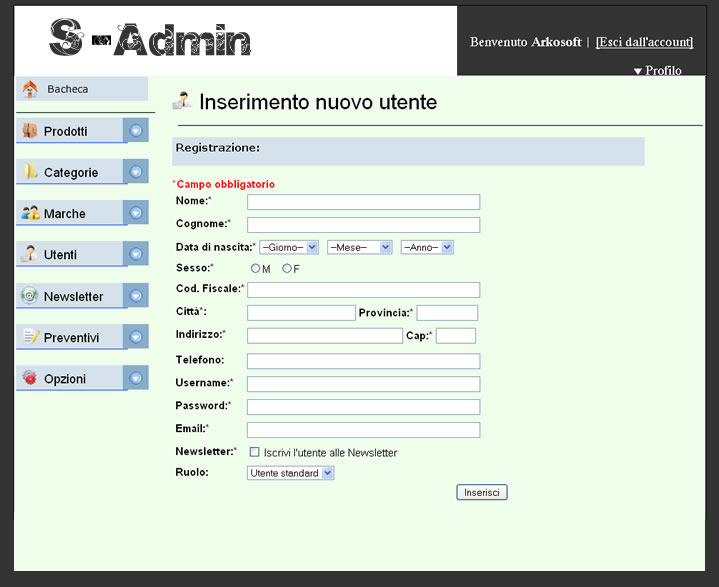 S-Admin
Benvenuto Arkosoft | [Esci dall'account]
Profilo
Bacheca
Prodotti
Categorie
Marche
Utenti
Newsletter
Preventivi
Opzioni
Inserimento nuovo utente
Registrazione:
*Campo obbligatorio
Nome:*
Cognome:*
Data di nascita:* --Giorno-- --Mese-- --Anno--
Sesso:* M F
Cod. Fiscale:*
Città*: Provincia:*
Indirizzo:* Cap:*
Telefono:
Username:*
Password:*
Email:*
Newsletter:* Iscrivi l'utente alle Newsletter
Ruolo: Utente standard
Inserisci